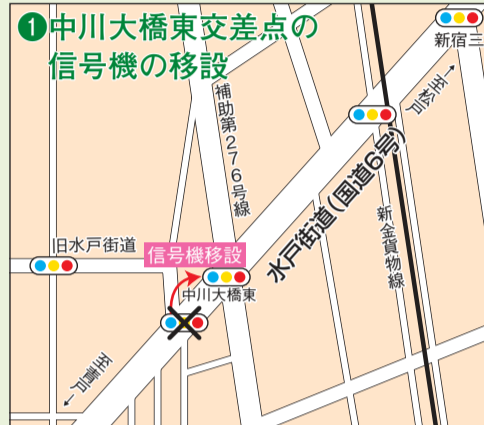 ❶中川大橋東交差点の
信号機の移設
新宿三
至松戸
補助第276号線
水戸街道(国道6号)
新金貨物線
旧水戸街道
信号機移設
中川大橋東
至青戸